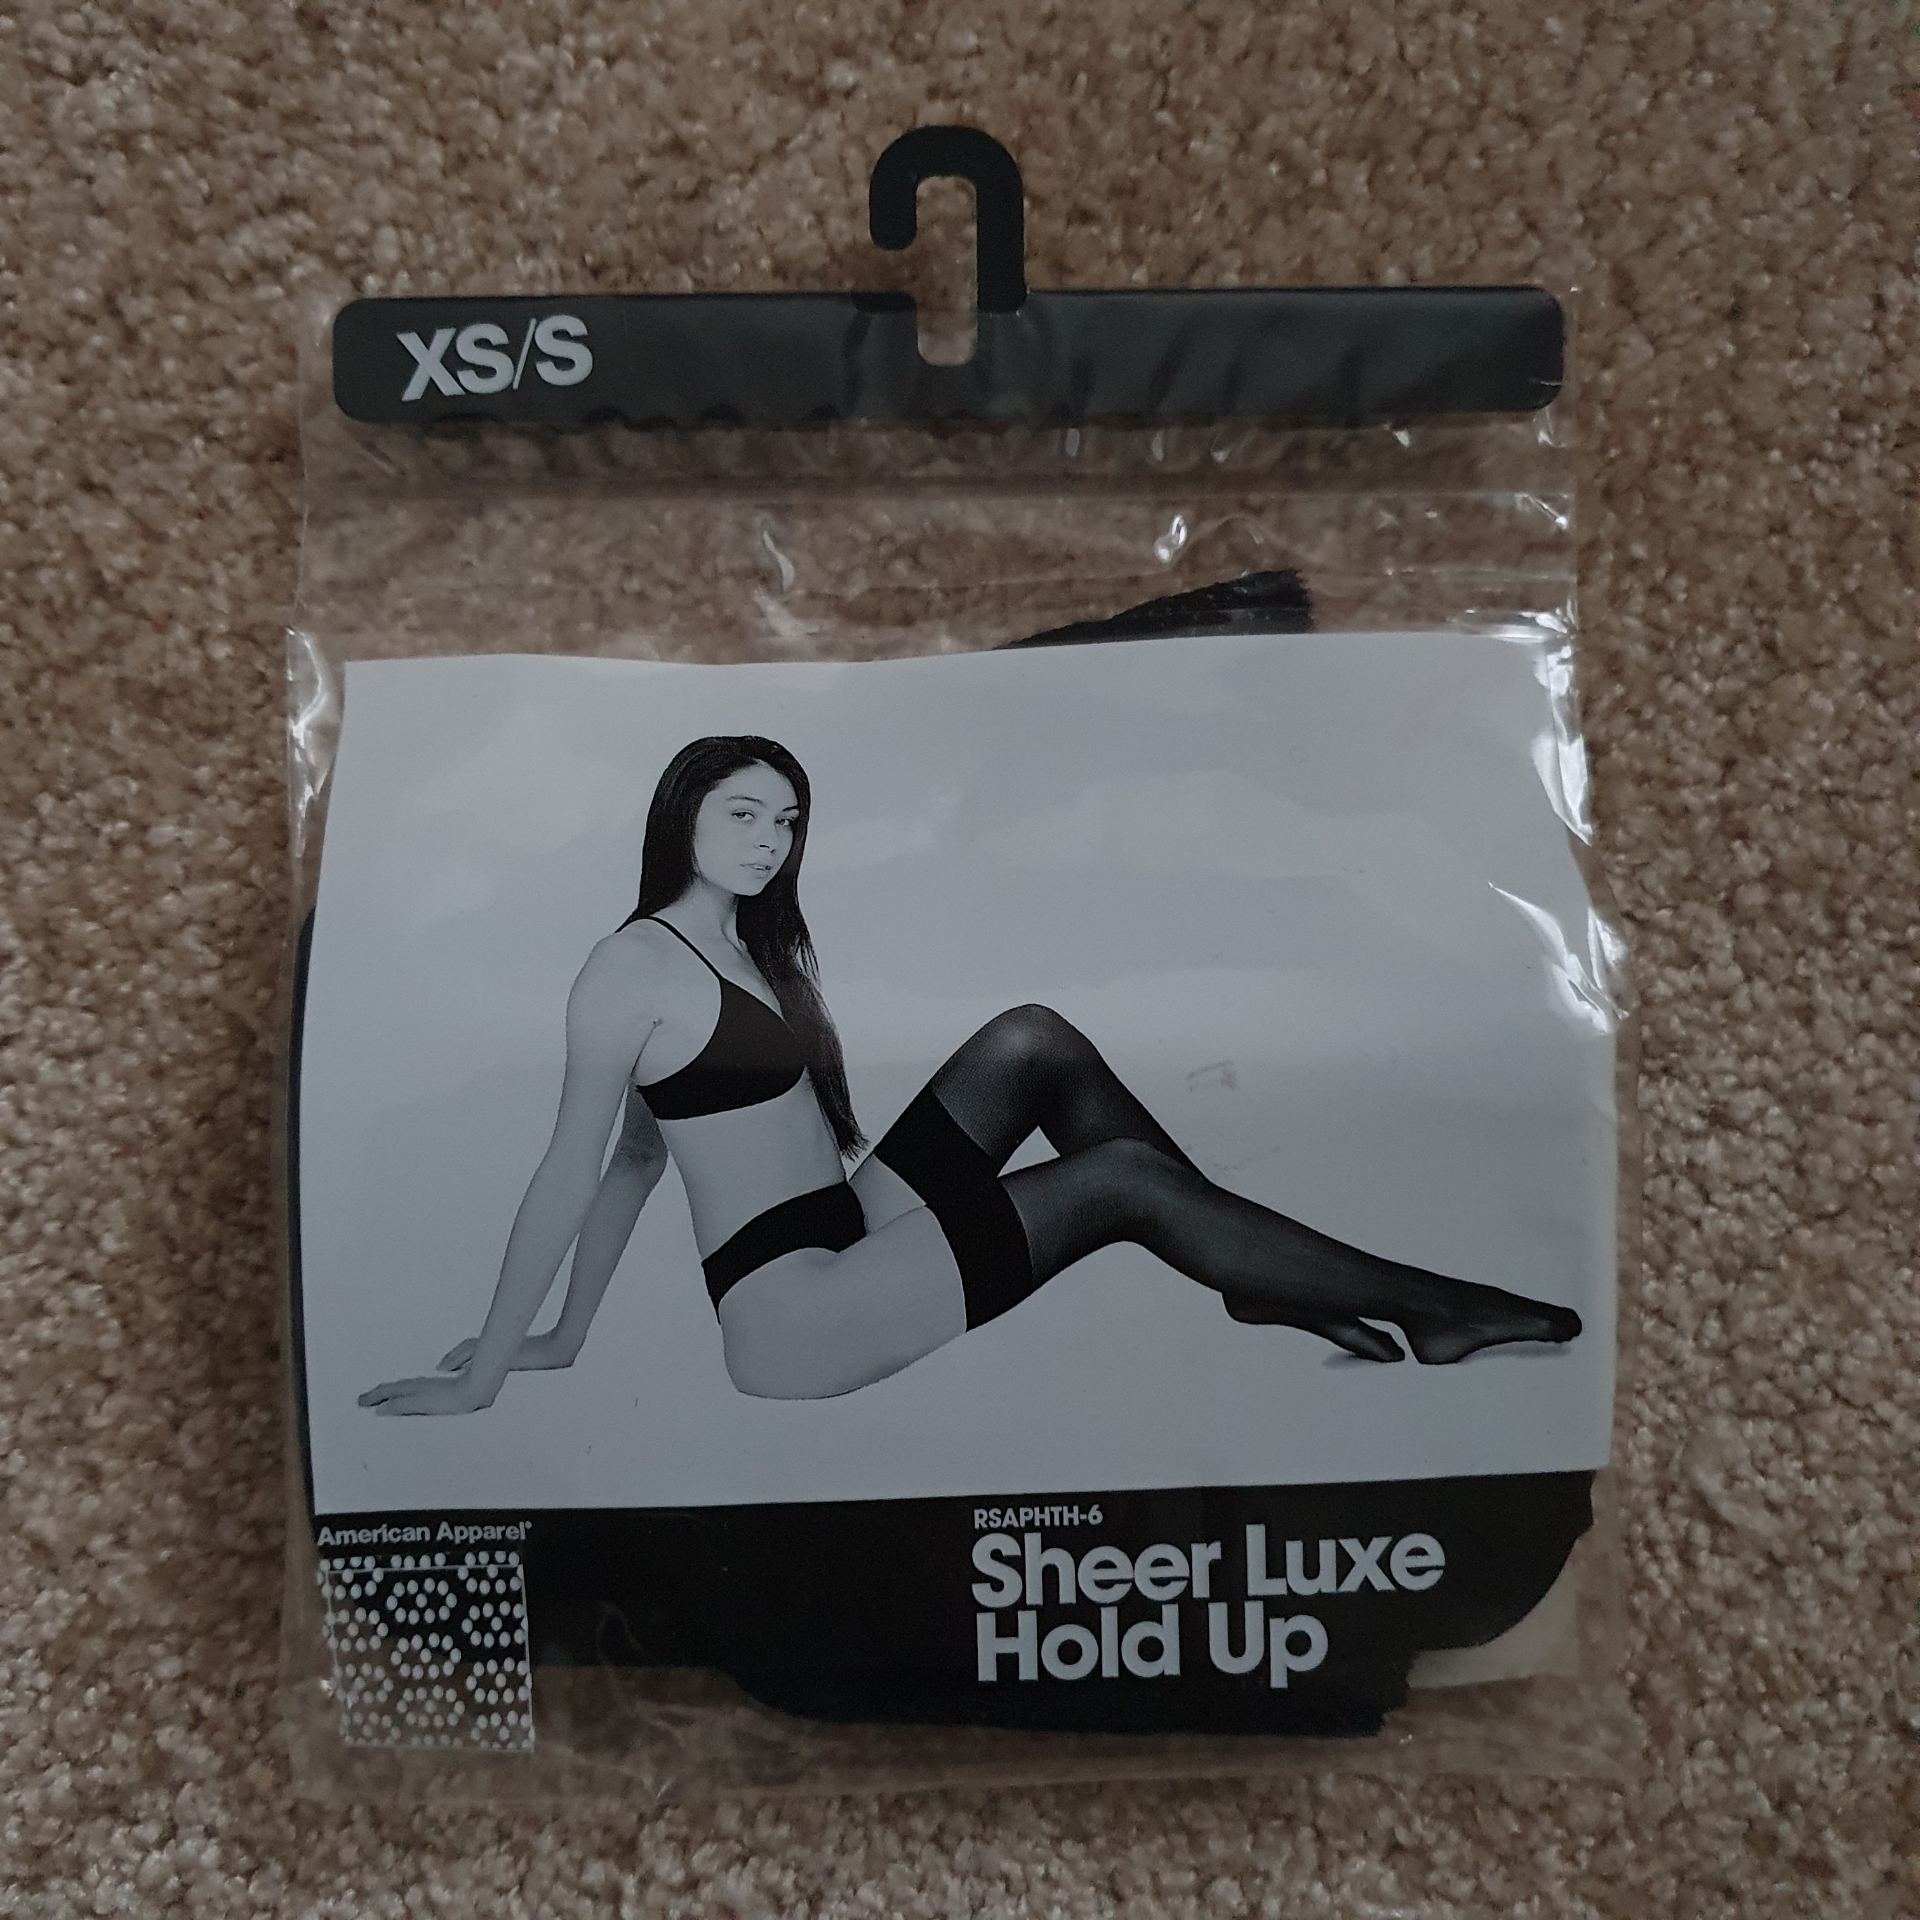 XS/S
American Apparel®
RSAPHTH-6
Sheer Luxe
Hold Up